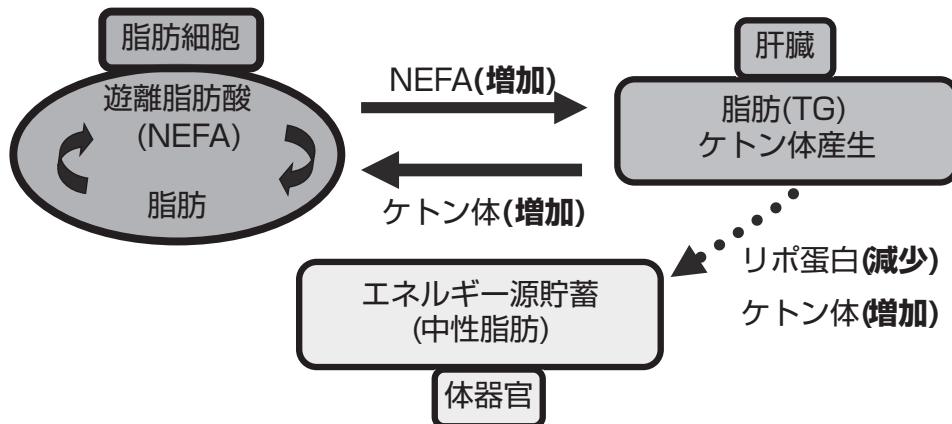 脂肪細胞
遊離脂肪酸
(NEFA)
脂肪
NEFA(増加)
ケトン体(増加)
肝臓
脂肪(TG)
ケトン体産生
リポ蛋白(減少)
ケトン体(増加)
エネルギー源貯蓄
(中性脂肪)
体器官